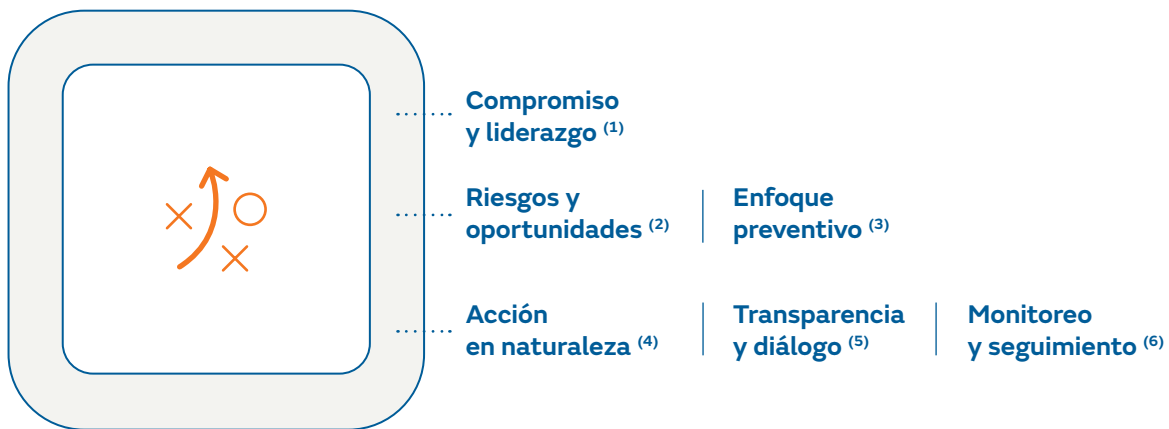 Compromiso
y liderazgo (1)
Riesgos y
oportunidades (2)
Enfoque
preventivo (3)
Acción
en naturaleza (4)
Transparencia
y diálogo (5)
Monitoreo
y seguimiento (6)